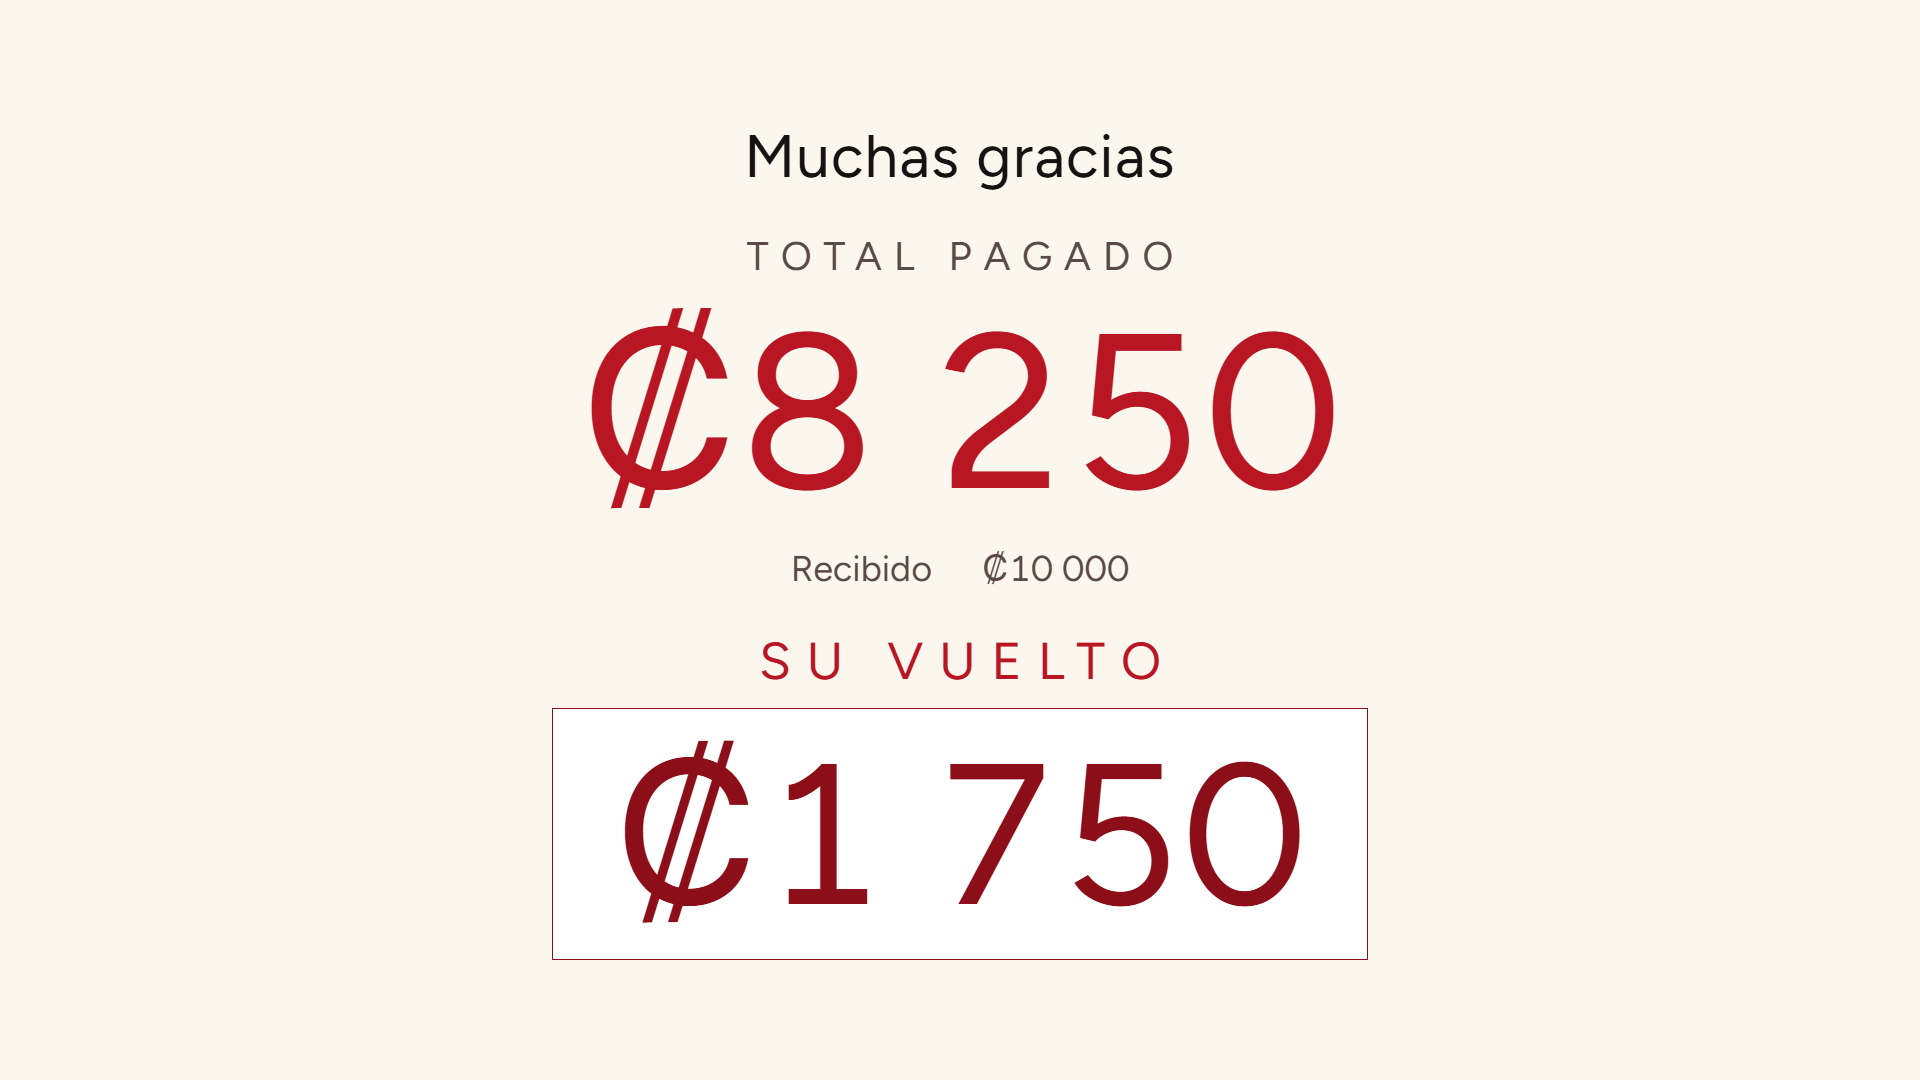 Muchas gracias
TOTAL PAGADO
₡8 250
Recibido ₡10 000
SU VUELTO
₡1 750